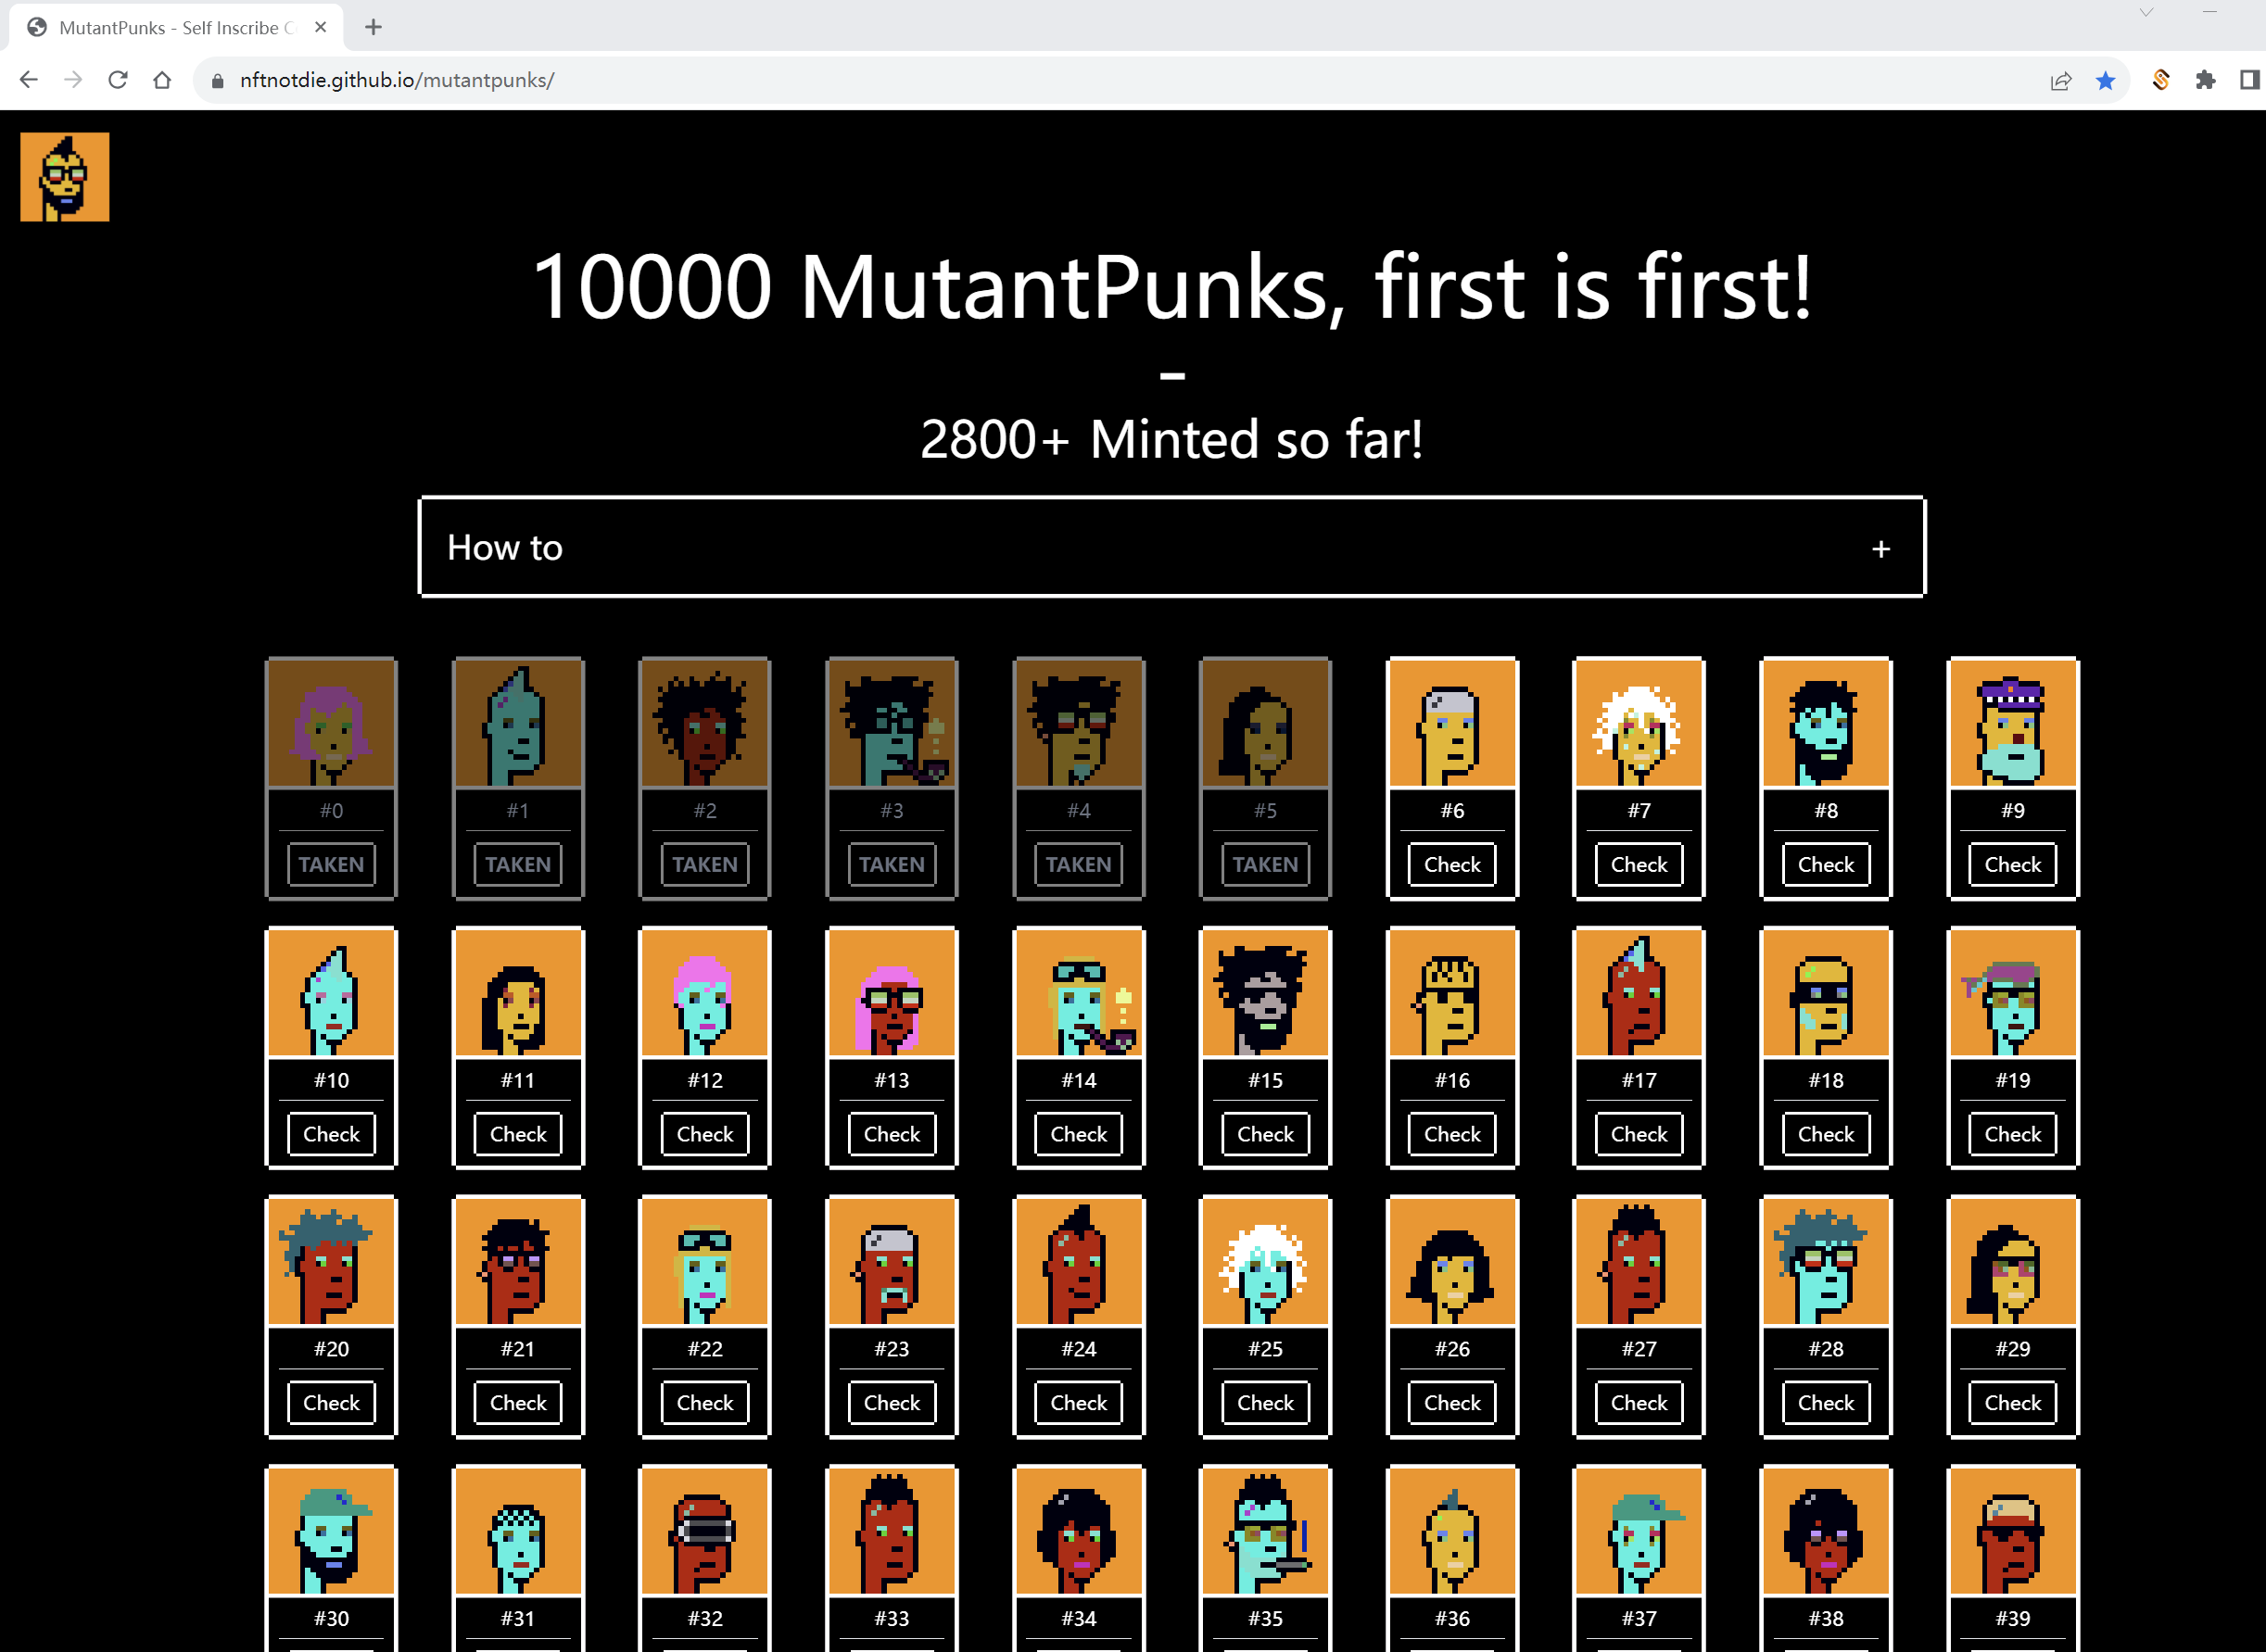 MutantPunks - Self Inscribe C
nftnotdie.github.io/mutantpunks/
10000 MutantPunks, first is first!
-
2800+ Minted so far!
How to +
#0 #1 #2 #3 #4 #5 #6 #7 #8 #9
TAKEN TAKEN TAKEN TAKEN TAKEN TAKEN Check Check Check Check
#10 #11 #12 #13 #14 #15 #16 #17 #18 #19
Check Check Check Check Check Check Check Check Check Check
#20 #21 #22 #23 #24 #25 #26 #27 #28 #29
Check Check Check Check Check Check Check Check Check Check
#30 #31 #32 #33 #34 #35 #36 #37 #38 #39